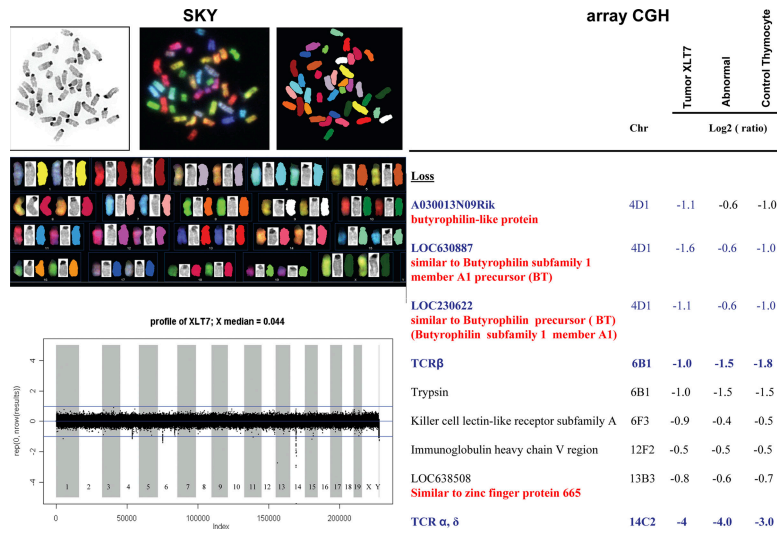 SKY
array CGH
Tumor XLT7
Abnormal
Control Thymocyte
Chr
Log2 ( ratio)
Loss
A030013N09Rik 4D1 -1.1 -0.6 -1.0
butyrophilin-like protein
LOC630887 4D1 -1.6 -0.6 -1.0
similar to Butyrophilin subfamily 1
member A1 precursor (BT)
LOC230622 4D1 -1.1 -0.6 -1.0
similar to Butyrophilin precursor ( BT)
(Butyrophilin subfamily 1 member A1)
TCRβ 6B1 -1.0 -1.5 -1.8
Trypsin 6B1 -1.0 -1.5 -1.5
Killer cell lectin-like receptor subfamily A 6F3 -0.9 -0.4 -0.5
Immunoglobulin heavy chain V region 12F2 -0.5 -0.5 -0.5
LOC638508 13B3 -0.8 -0.6 -0.7
Similar to zinc finger protein 665
TCR α, δ 14C2 -4 -4.0 -3.0
profile of XLT7; X median = 0.044
rep(0, nrow(results))
4
2
0
-2
-4
1 2 3 4 5 6 7 8 9 10 11 12 13 14 15 16 17 18 19 X Y
0 50000 100000 150000 200000
Index